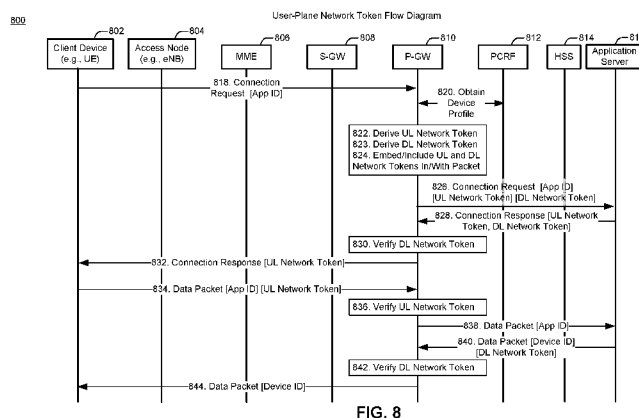 User-Plane Network Token Flow Diagram
800
802
804
806
808
810
812
814
Client Device
(e.g., UE)
Access Node
(e.g., eNB)
MME
S-GW
P-GW
PCRF
HSS
Application
Server
818. Connection
Request [App ID]
820. Obtain
Device
Profile
822. Derive UL Network Token
823. Derive DL Network Token
824. Embed/Include UL and DL
Network Tokens In/With Packet
826. Connection Request [App ID]
[UL Network Token] [DL Network Token]
828. Connection Response [UL Network
Token, DL Network Token]
830. Verify DL Network Token
832. Connection Response [UL Network Token]
834. Data Packet [App ID] [UL Network Token]
836. Verify UL Network Token
838. Data Packet [App ID]
840. Data Packet [Device ID]
[DL Network Token]
842. Verify DL Network Token
844. Data Packet [Device ID]
FIG. 8